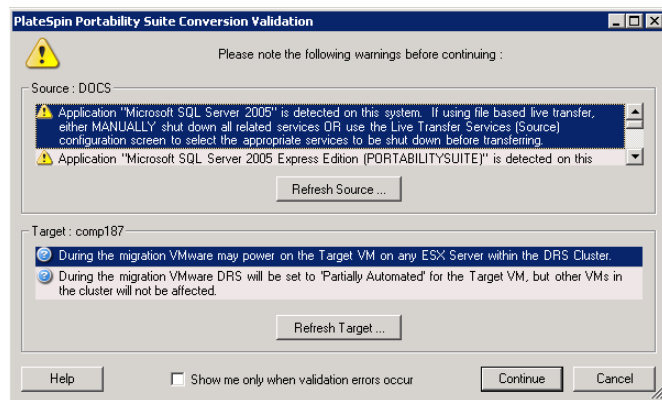 PlateSpin Portability Suite Conversion Validation
Please note the following warnings before continuing :
Source : DOCS
Application "Microsoft SQL Server 2005" is detected on this system. If using file based live transfer,
either MANUALLY shut down all related services OR use the Live Transfer Services (Source)
configuration screen to select the appropriate services to be shut down before transferring.
Application "Microsoft SQL Server 2005 Express Edition (PORTABILITYSUITE)" is detected on this
Refresh Source ...
Target : comp187
During the migration VMware may power on the Target VM on any ESX Server within the DRS Cluster.
During the migration VMware DRS will be set to 'Partially Automated' for the Target VM, but other VMs in
the cluster will not be affected.
Refresh Target ...
Help
Show me only when validation errors occur
Continue
Cancel